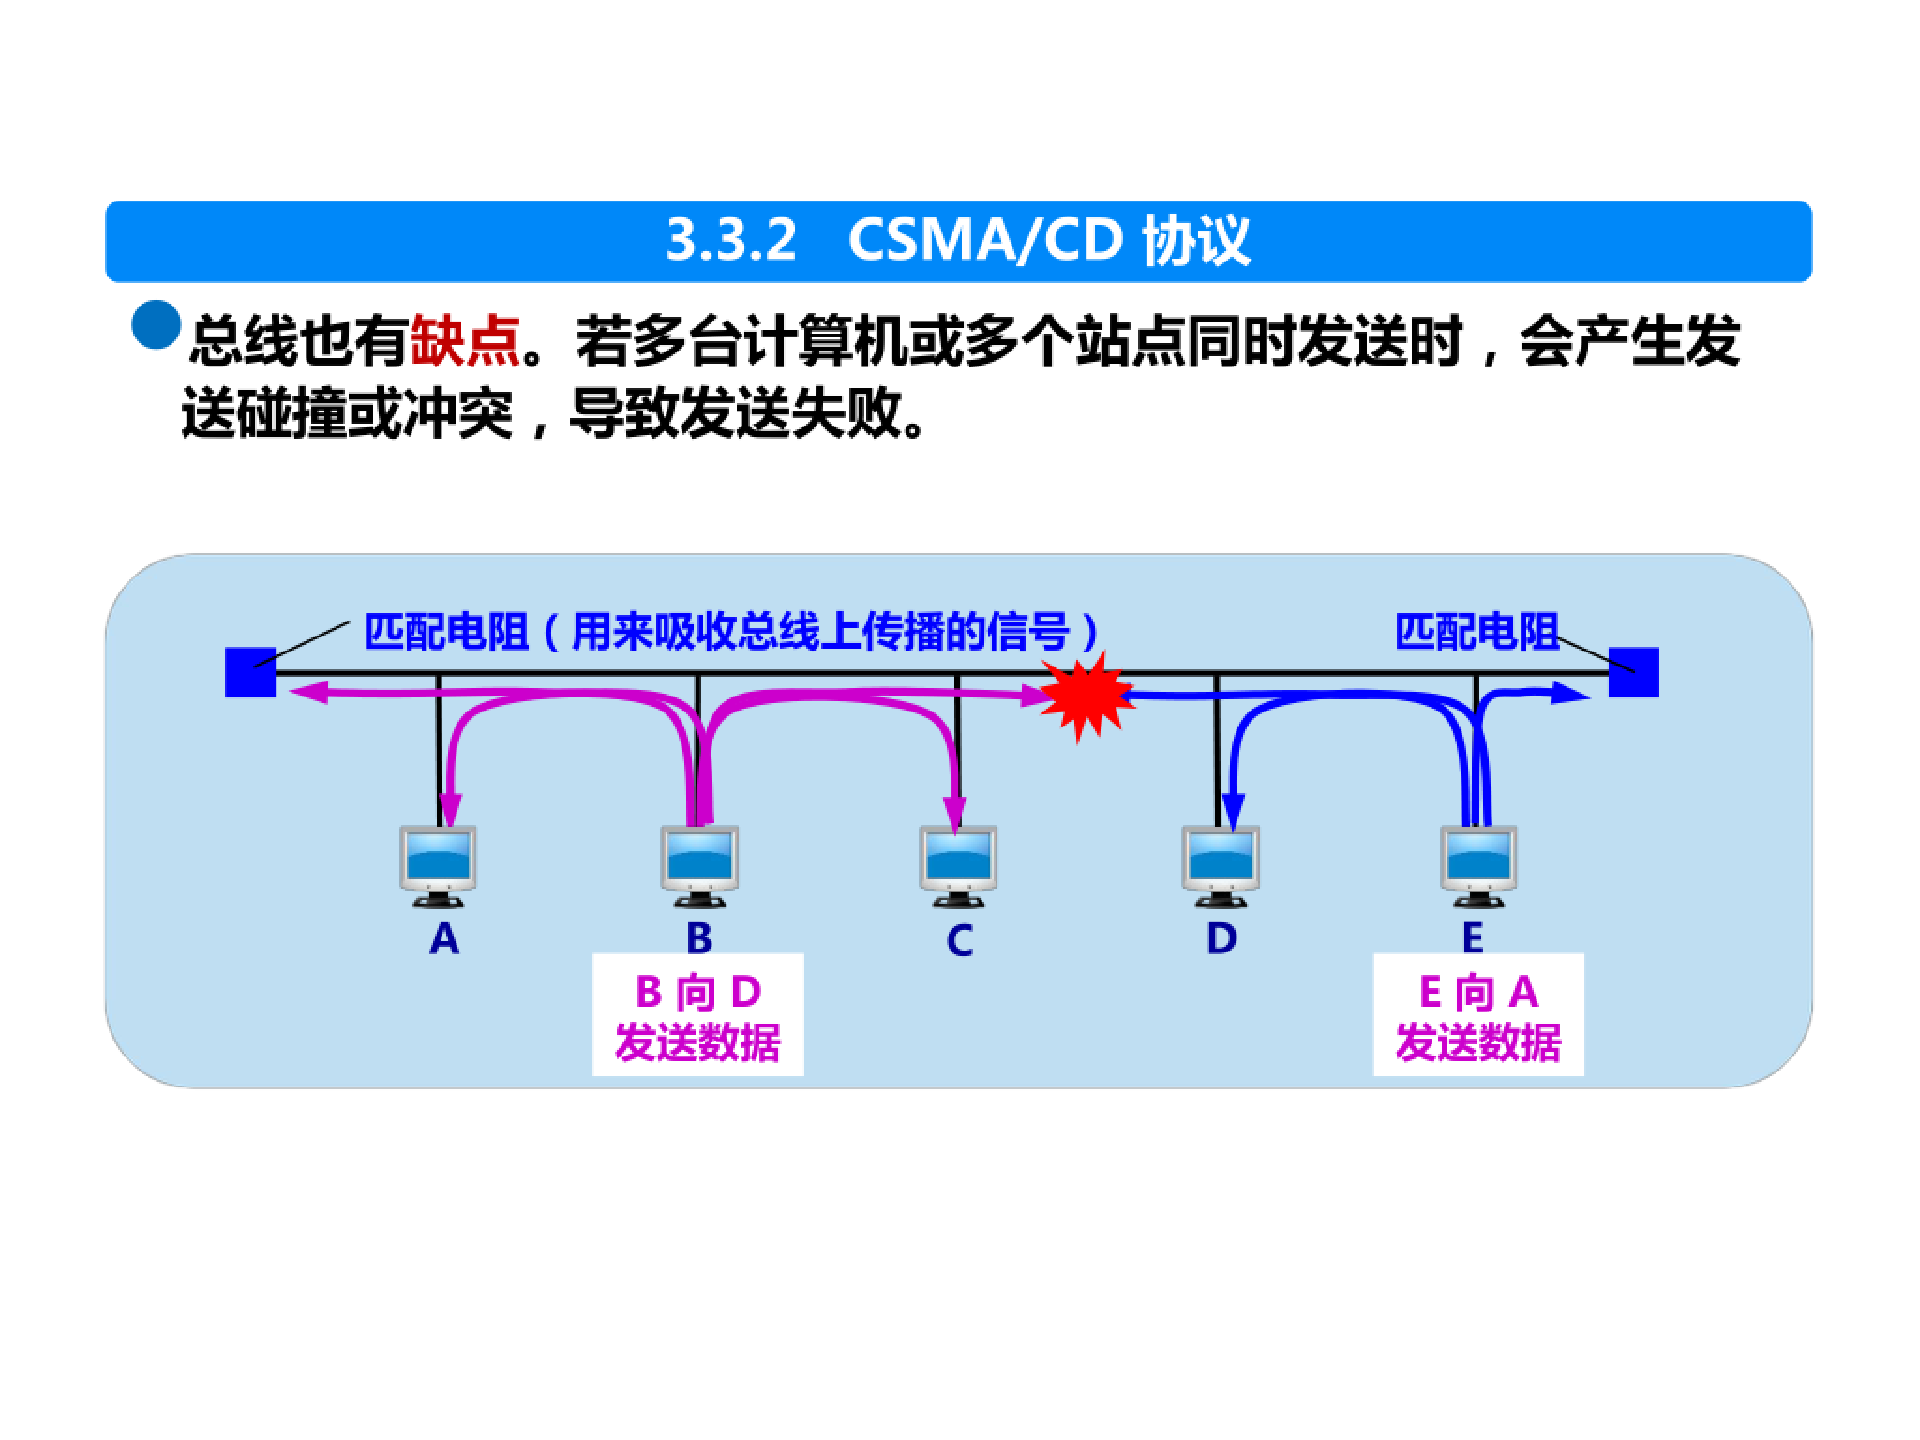 3.3.2 CSMA/CD 协议
总线也有缺点。若多台计算机或多个站点同时发送时，会产生发
送碰撞或冲突，导致发送失败。
匹配电阻（用来吸收总线上传播的信号）
匹配电阻
A
B
C
D
E
B 向 D
发送数据
E 向 A
发送数据